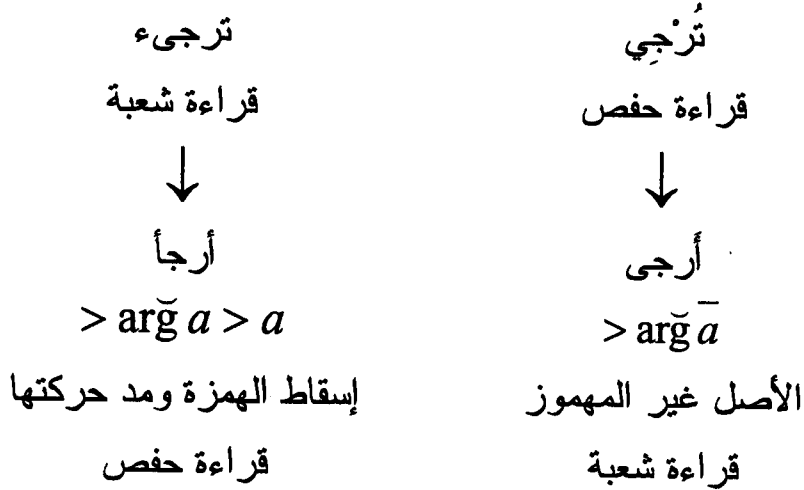 تُرْجِي
قراءة حفص
↓
أَرجى
> arğ̆ ā
الأصل غير المهموز
قراءة شعبة
ترجىء
قراءة شعبة
↓
أرجأ
> arğ̆ a > a
إسقاط الهمزة ومد حركتها
قراءة حفص